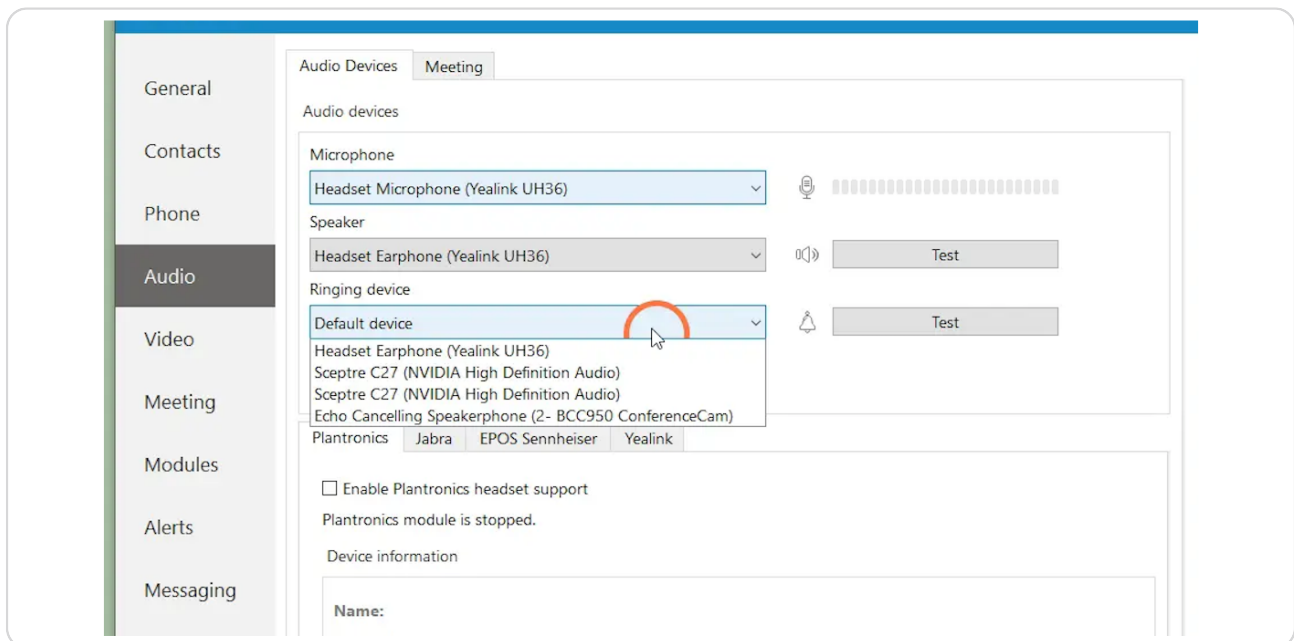 General
Contacts
Phone
Audio
Video
Meeting
Modules
Alerts
Messaging
Audio Devices
Meeting
Audio devices
Microphone
Headset Microphone (Yealink UH36)
Speaker
Headset Earphone (Yealink UH36)
Test
Ringing device
Default device
Test
Headset Earphone (Yealink UH36)
Sceptre C27 (NVIDIA High Definition Audio)
Sceptre C27 (NVIDIA High Definition Audio)
Echo Cancelling Speakerphone (2- BCC950 ConferenceCam)
Plantronics
Jabra
EPOS Sennheiser
Yealink
Enable Plantronics headset support
Plantronics module is stopped.
Device information
Name: